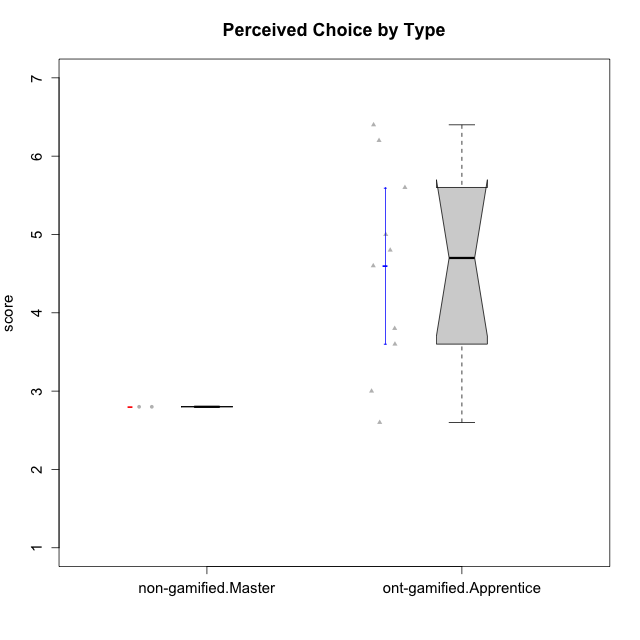 Perceived Choice by Type
score
7
6
5
4
3
2
1
non-gamified.Master
ont-gamified.Apprentice